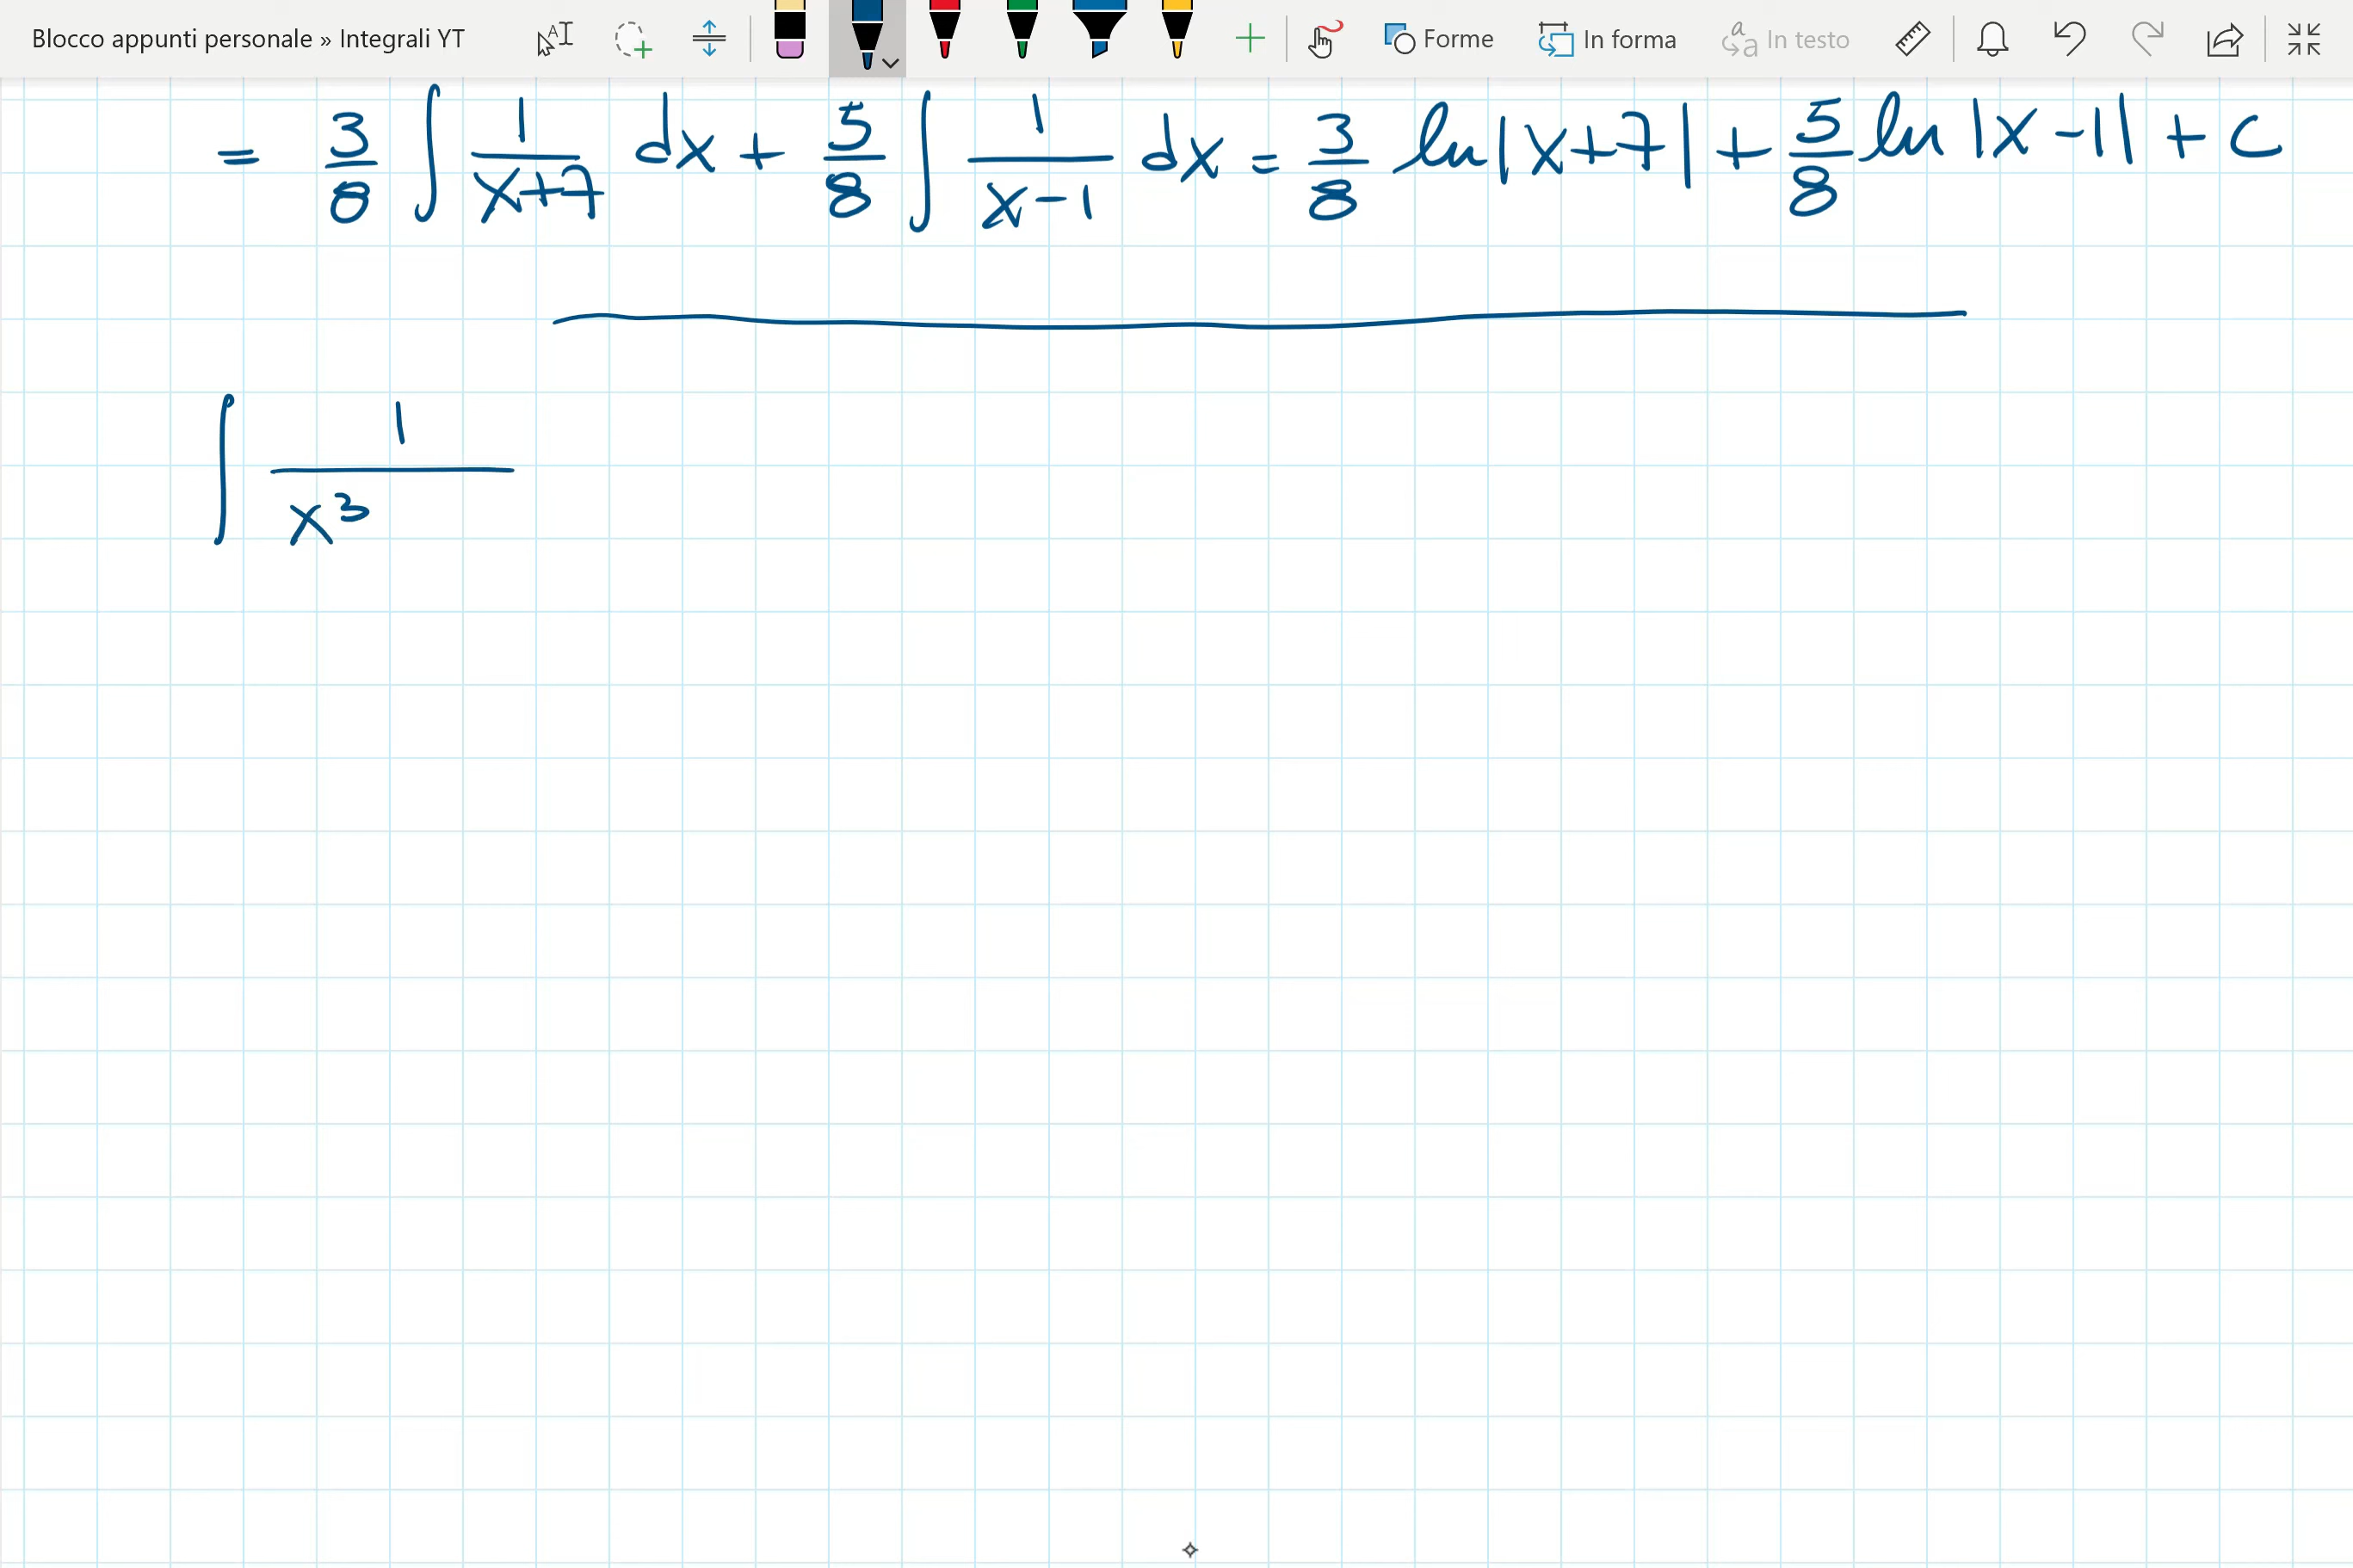 Blocco appunti personale » Integrali YT Forme In forma In testo
= 3/8 ∫ 1/(x+7) dx + 5/8 ∫ 1/(x-1) dx = 3/8 ln|x+7| + 5/8 ln|x-1| + c
∫ 1/x³